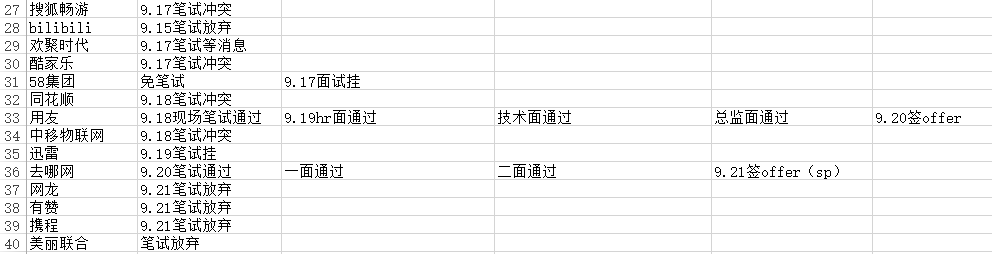 27 搜狐畅游 9.17笔试冲突
28 bilibili 9.15笔试放弃
29 欢聚时代 9.17笔试等消息
30 酷家乐 9.17笔试冲突
31 58集团 免笔试 9.17面试挂
32 同花顺 9.18笔试冲突
33 用友 9.18现场笔试通过 9.19hr面通过 技术面通过 总监面通过 9.20签offer
34 中移物联网 9.18笔试冲突
35 迅雷 9.19笔试挂
36 去哪网 9.20笔试通过 一面通过 二面通过 9.21签offer（sp）
37 网龙 9.21笔试放弃
38 有赞 9.21笔试放弃
39 携程 9.21笔试放弃
40 美丽联合 笔试放弃